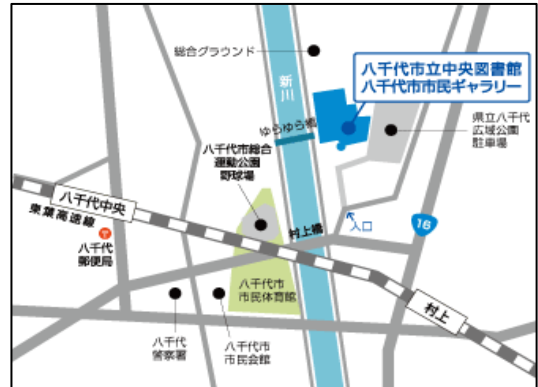 総合グラウンド
新川
八千代市立中央図書館
八千代市市民ギャラリー
ゆらゆら橋
県立八千代
広域公園
駐車場
八千代市総合
運動公園
野球場
八千代中央
東葉高速線
村上橋
入口
16
八千代
郵便局
八千代市
市民体育館
村上
八千代
警察署
八千代市
市民会館